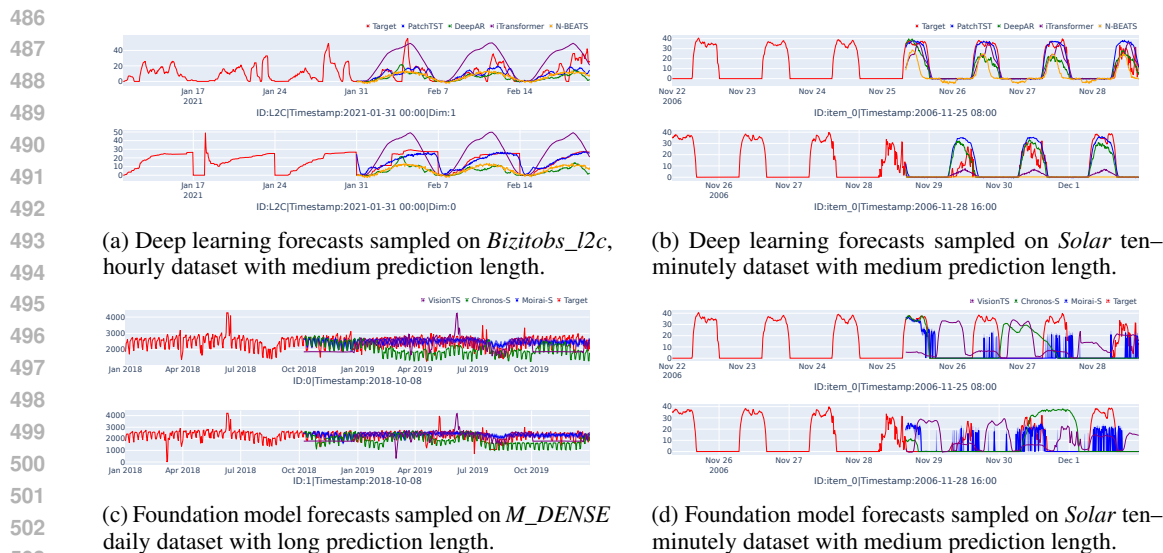 486
487
488
489
490
491
492
493
494
495
496
497
498
499
500
501
502
Target PatchTST DeepAR iTransformer N-BEATS
40
20
0
Jan 17
2021
Jan 24
Jan 31
Feb 7
Feb 14
ID:L2C|Timestamp:2021-01-31 00:00|Dim:1
50
40
30
20
10
0
Jan 17
2021
Jan 24
Jan 31
Feb 7
Feb 14
ID:L2C|Timestamp:2021-01-31 00:00|Dim:0
(a) Deep learning forecasts sampled on Bizitobs_l2c,
hourly dataset with medium prediction length.
Target PatchTST DeepAR iTransformer N-BEATS
40
30
20
10
0
Nov 22
2006
Nov 23
Nov 24
Nov 25
Nov 26
Nov 27
Nov 28
ID:item_0|Timestamp:2006-11-25 08:00
40
30
20
10
0
Nov 26
2006
Nov 27
Nov 28
Nov 29
Nov 30
Dec 1
ID:item_0|Timestamp:2006-11-28 16:00
(b) Deep learning forecasts sampled on Solar ten–
minutely dataset with medium prediction length.
VisionTS Chronos-S Moirai-S Target
4000
3000
2000
Jan 2018 Apr 2018 Jul 2018 Oct 2018 Jan 2019 Apr 2019 Jul 2019 Oct 2019
ID:0|Timestamp:2018-10-08
4000
3000
2000
1000
0
Jan 2018 Apr 2018 Jul 2018 Oct 2018 Jan 2019 Apr 2019 Jul 2019 Oct 2019
ID:1|Timestamp:2018-10-08
(c) Foundation model forecasts sampled on M_DENSE
daily dataset with long prediction length.
VisionTS Chronos-S Moirai-S Target
40
30
20
10
0
Nov 22
2006
Nov 23
Nov 24
Nov 25
Nov 26
Nov 27
Nov 28
ID:item_0|Timestamp:2006-11-25 08:00
40
30
20
10
0
Nov 26
2006
Nov 27
Nov 28
Nov 29
Nov 30
Dec 1
ID:item_0|Timestamp:2006-11-28 16:00
(d) Foundation model forecasts sampled on Solar ten–
minutely dataset with medium prediction length.